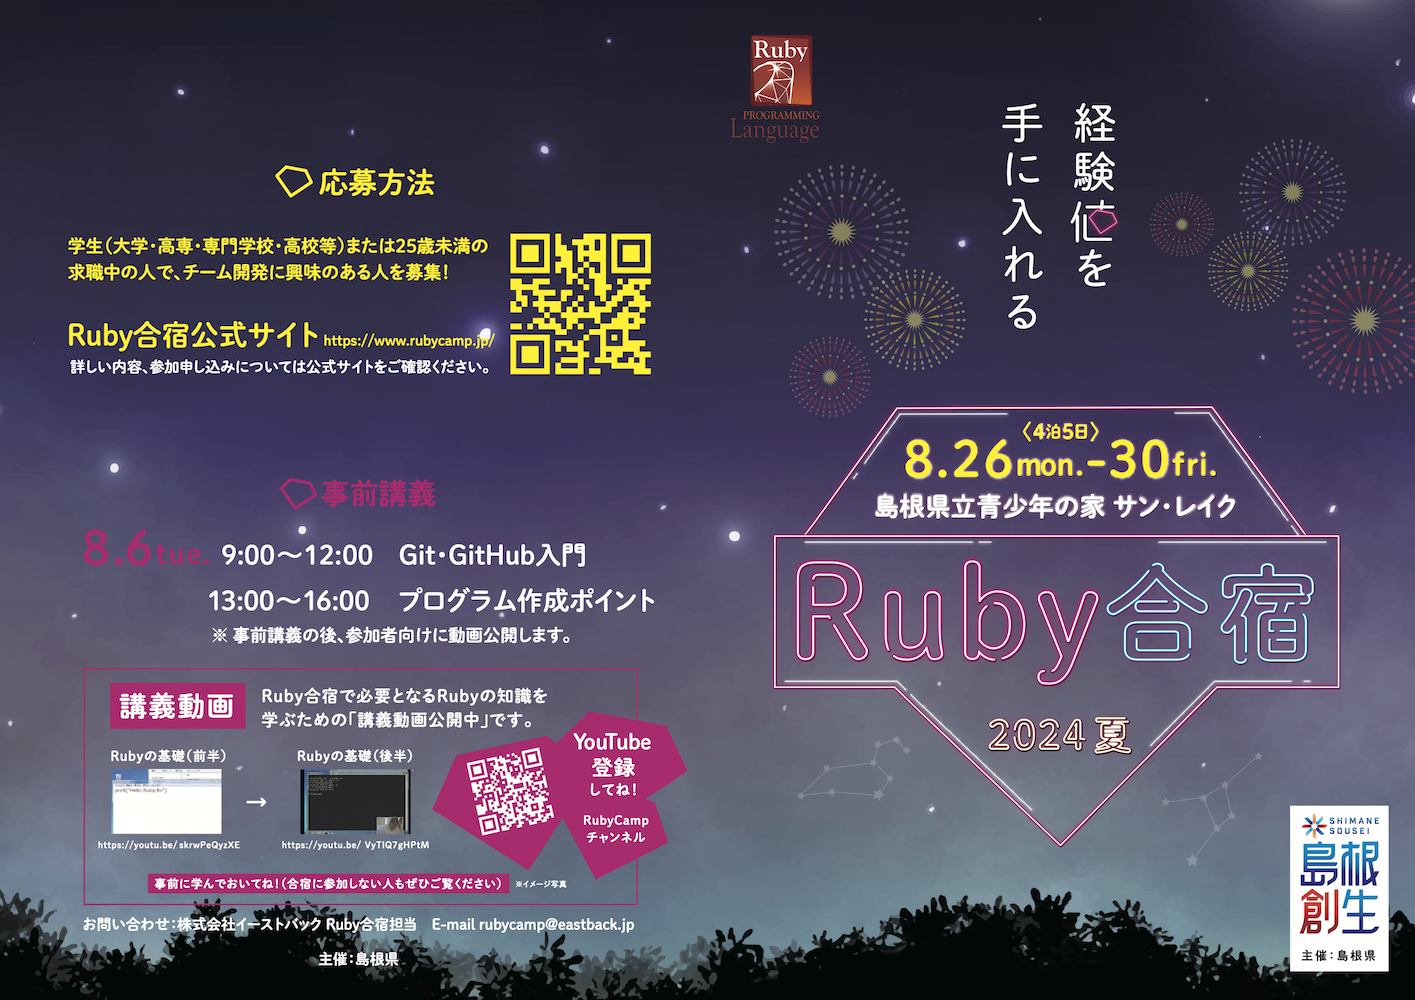 応募方法
学生(大学・高専・専門学校・高校等)または25歳未満の
求職中の人で、チーム開発に興味のある人を募集!
Ruby合宿公式サイト https://www.rubycamp.jp/
詳しい内容、参加申し込みについては公式サイトをご確認ください。
事前講義
8.6tue. 9:00～12:00 Git・GitHub入門
13:00～16:00 プログラム作成ポイント
※ 事前講義の後、参加者向けに動画公開します。
講義動画
Ruby合宿で必要となるRubyの知識を
学ぶための「講義動画公開中」です。
Rubyの基礎(前半)
→
Rubyの基礎(後半)
https://youtu.be/ skrwPeQyzXE
https://youtu.be/ VyTIQ7gHPtM
YouTube
登録
してね!
RubyCamp
チャンネル
事前に学んでおいてね!(合宿に参加しない人もぜひご覧ください)
※イメージ写真
お問い合わせ:株式会社イーストバック Ruby合宿担当 E-mail rubycamp@eastback.jp
主催:島根県
Ruby
PROGRAMMING
Language
経験値を
手に入れる
〈4泊5日〉
8.26mon.-30fri.
島根県立青少年の家 サン・レイク
Ruby合宿
2024 夏
SHIMANE
SOUSEI
島根
創生
主催:島根県